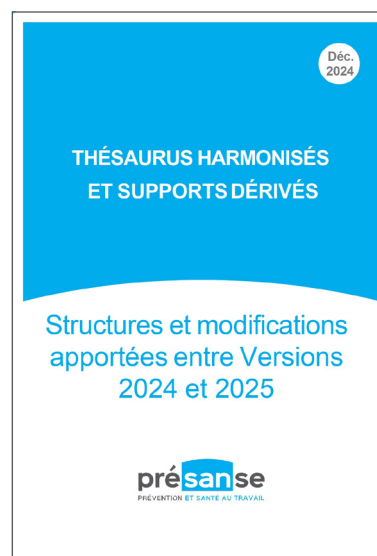 Déc.
2024
THÉSAURUS HARMONISÉS
ET SUPPORTS DÉRIVÉS
Structures et modifications
apportées entre Versions
2024 et 2025
présanse
PRÉVENTION ET SANTÉ AU TRAVAIL